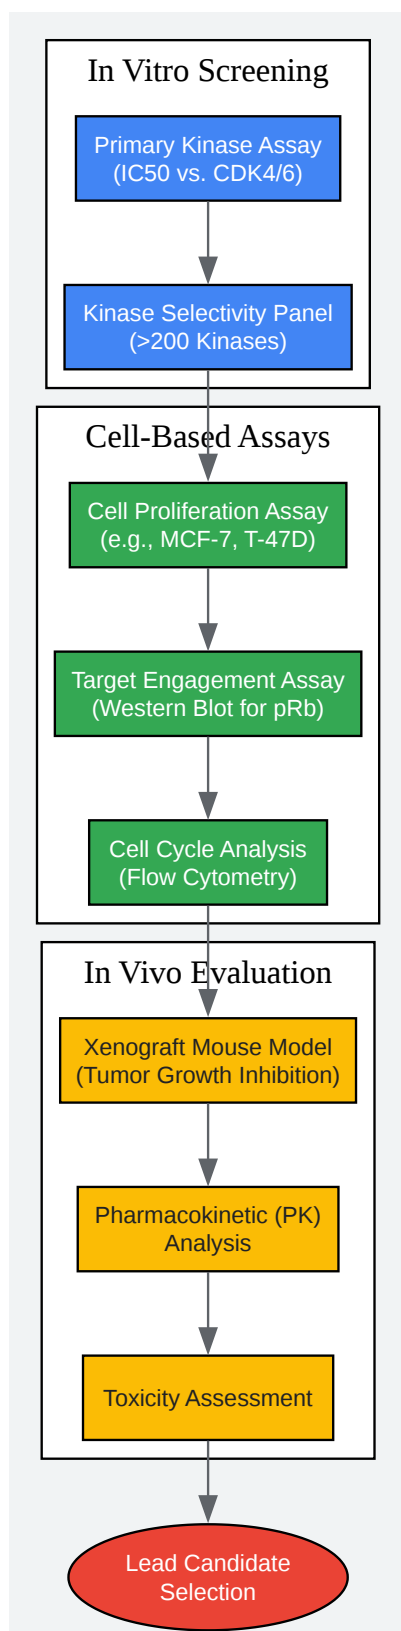 In Vitro Screening
Primary Kinase Assay
(IC50 vs. CDK4/6)
Kinase Selectivity Panel
(>200 Kinases)
Cell-Based Assays
Cell Proliferation Assay
(e.g., MCF-7, T-47D)
Target Engagement Assay
(Western Blot for pRb)
Cell Cycle Analysis
(Flow Cytometry)
In Vivo Evaluation
Xenograft Mouse Model
(Tumor Growth Inhibition)
Pharmacokinetic (PK)
Analysis
Toxicity Assessment
Lead Candidate
Selection